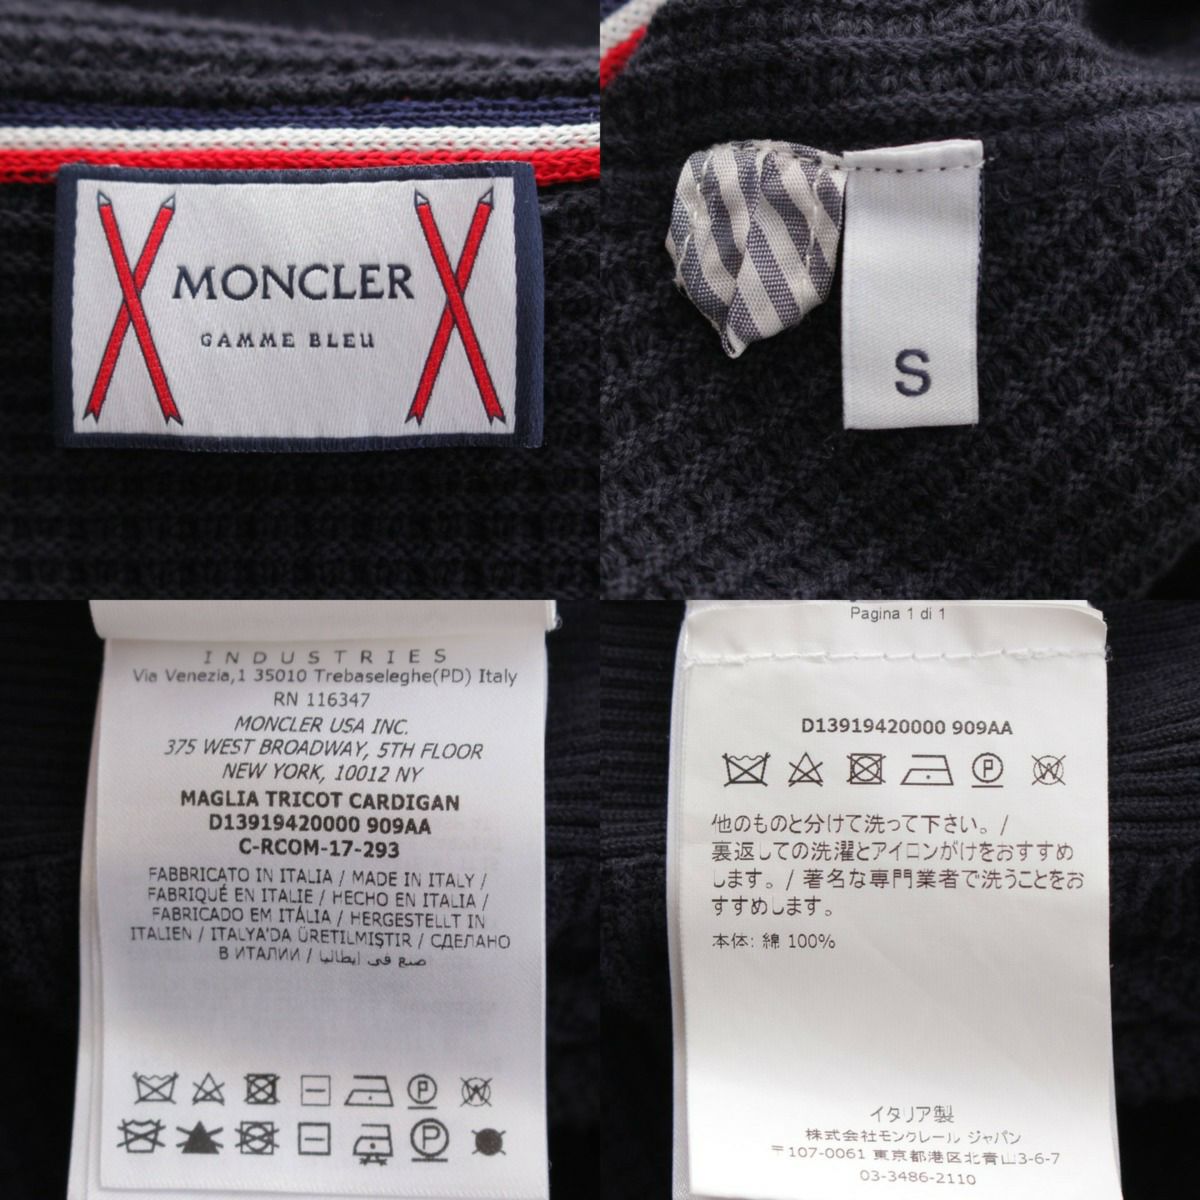 MONCLER
GAMME BLEU
S
INDUSTRIES
Via Venezia,1 35010 Trebaseleghe(PD) Italy
RN 116347
MONCLER USA INC.
375 WEST BROADWAY, 5TH FLOOR
NEW YORK, 10012 NY
MAGLIA TRICOT CARDIGAN
D13919420000 909AA
C-RCOM-17-293
FABBRICATO IN ITALIA / MADE IN ITALY /
FABRIQUÉ EN ITALIE / HECHO EN ITALIA /
FABRICADO EM ITÁLIA / HERGESTELLT IN
ITALIEN / ITALYA'DA ÜRETILMIŞTIR / СДЕЛАНО
В ИТАЛИИ / صنع في ايطاليا
P
W
P
Pagina 1 di 1
D13919420000 909AA
P
W
他のものと分けて洗って下さい。/
裏返しての洗濯とアイロンがけをおすすめ
します。/ 著名な専門業者で洗うことをお
すすめします。
本体: 綿 100%
イタリア製
株式会社モンクレール ジャパン
〒107-0061 東京都港区北青山3-6-7
03-3486-2110